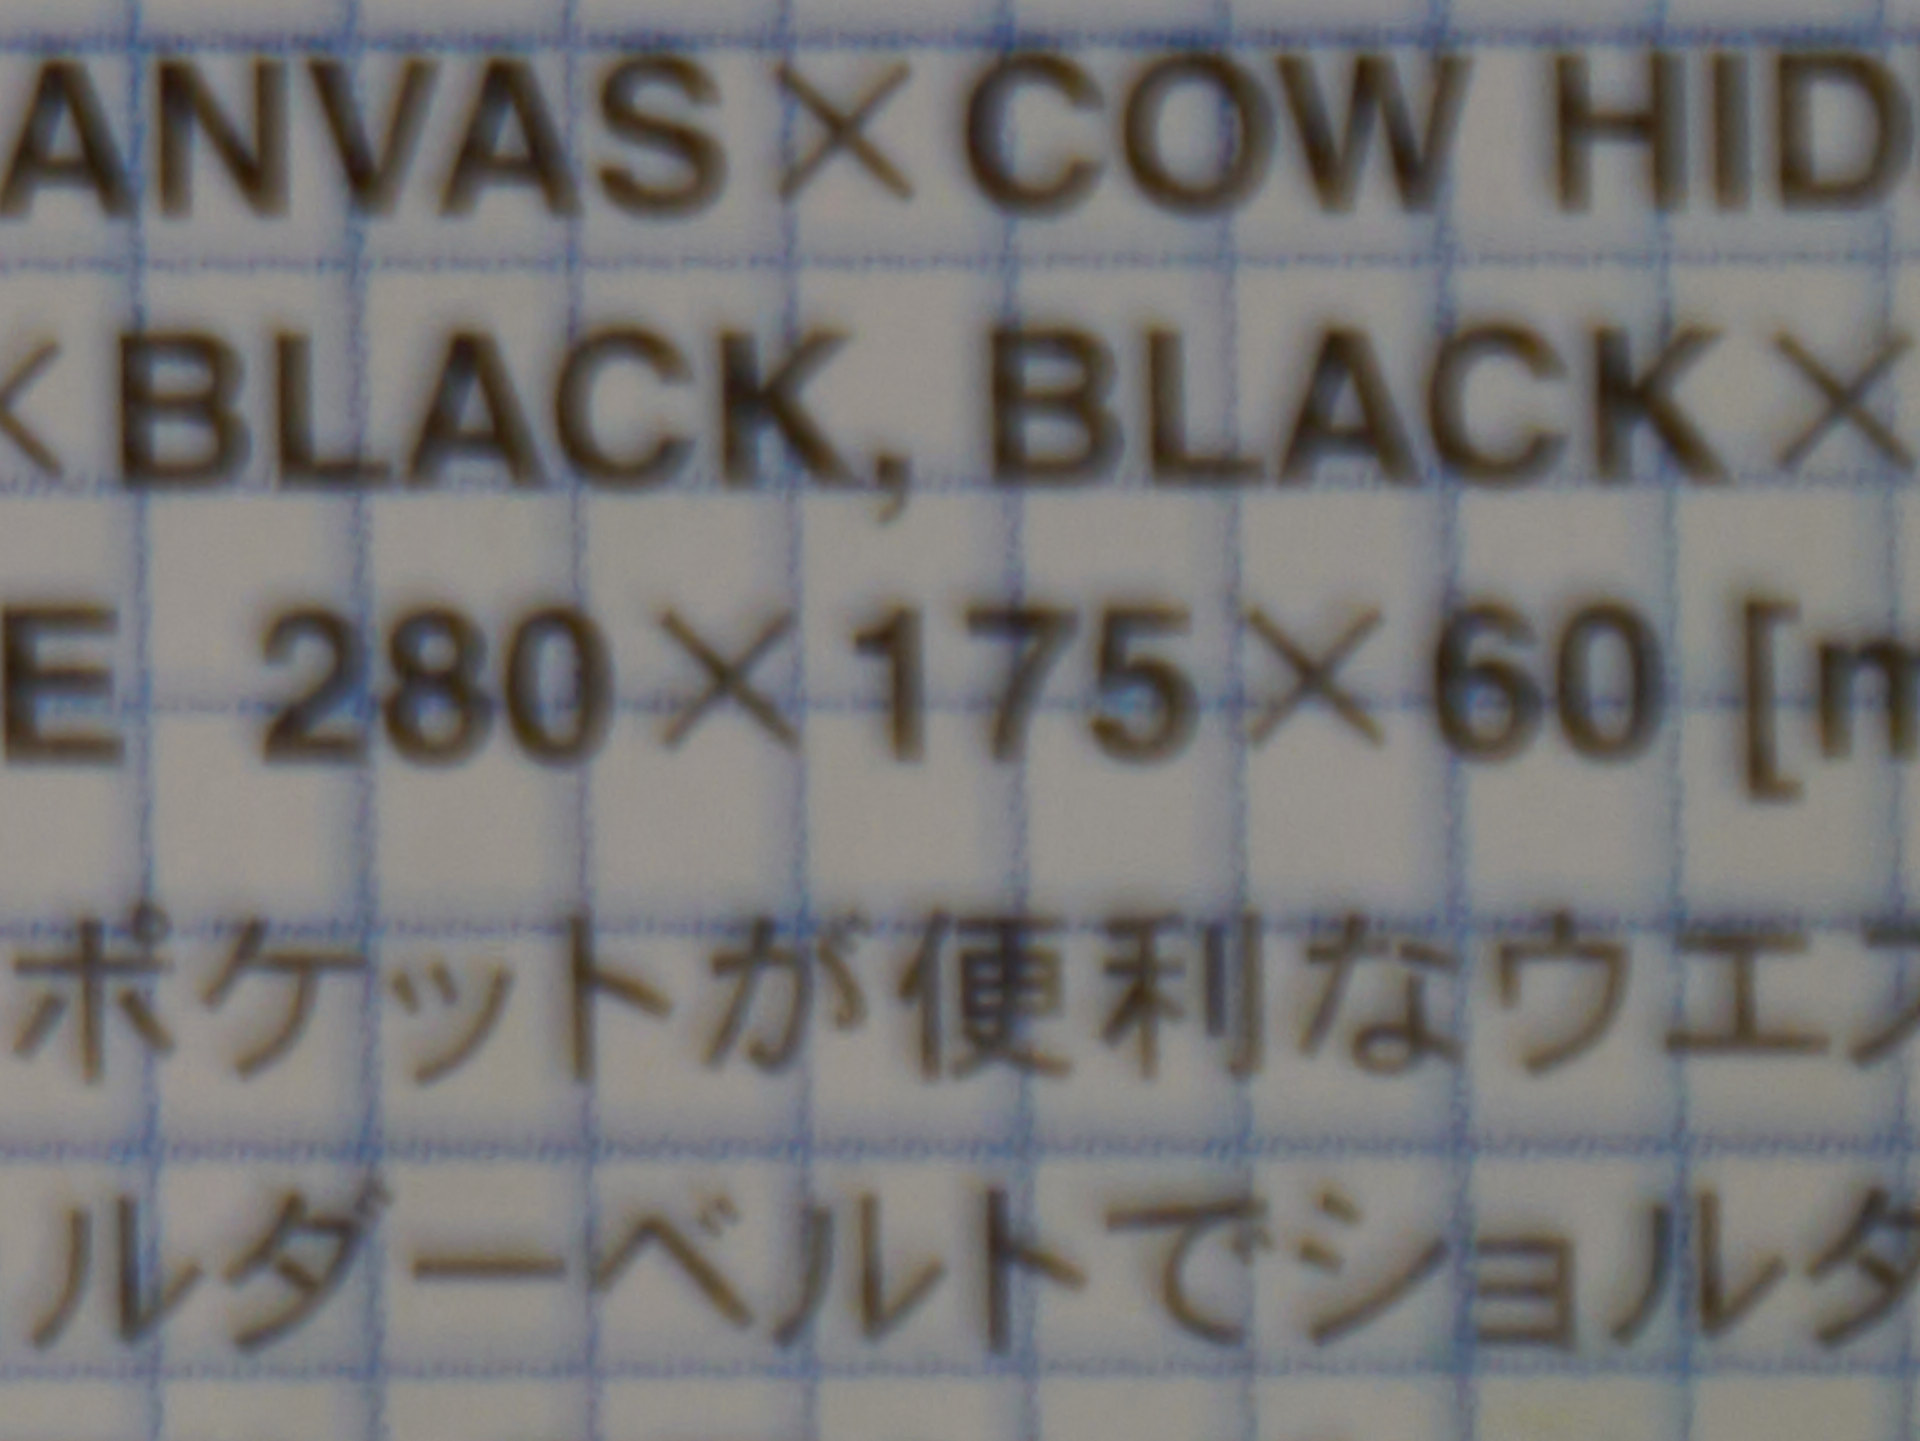 ANVAS×COW HID
×BLACK, BLACK×
E 280×175×60 [m
ポケットが便利なウエス
ルダーベルトでショルダ